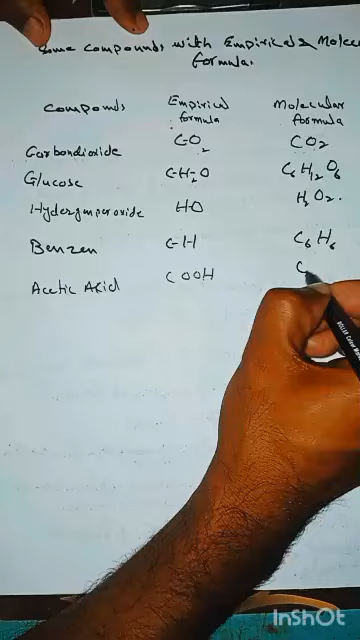 Some compounds with Empirical & Molecu
formula.
Compounds Empirical formula Molecular formula
Carbondioxide CO₂ CO₂
Glucose CH₂O C₆H₁₂O₆
Hydrogenperoxide HO H₂O₂.
Benzen CH C₆H₆
Acetic Acid COOH C
InShOt